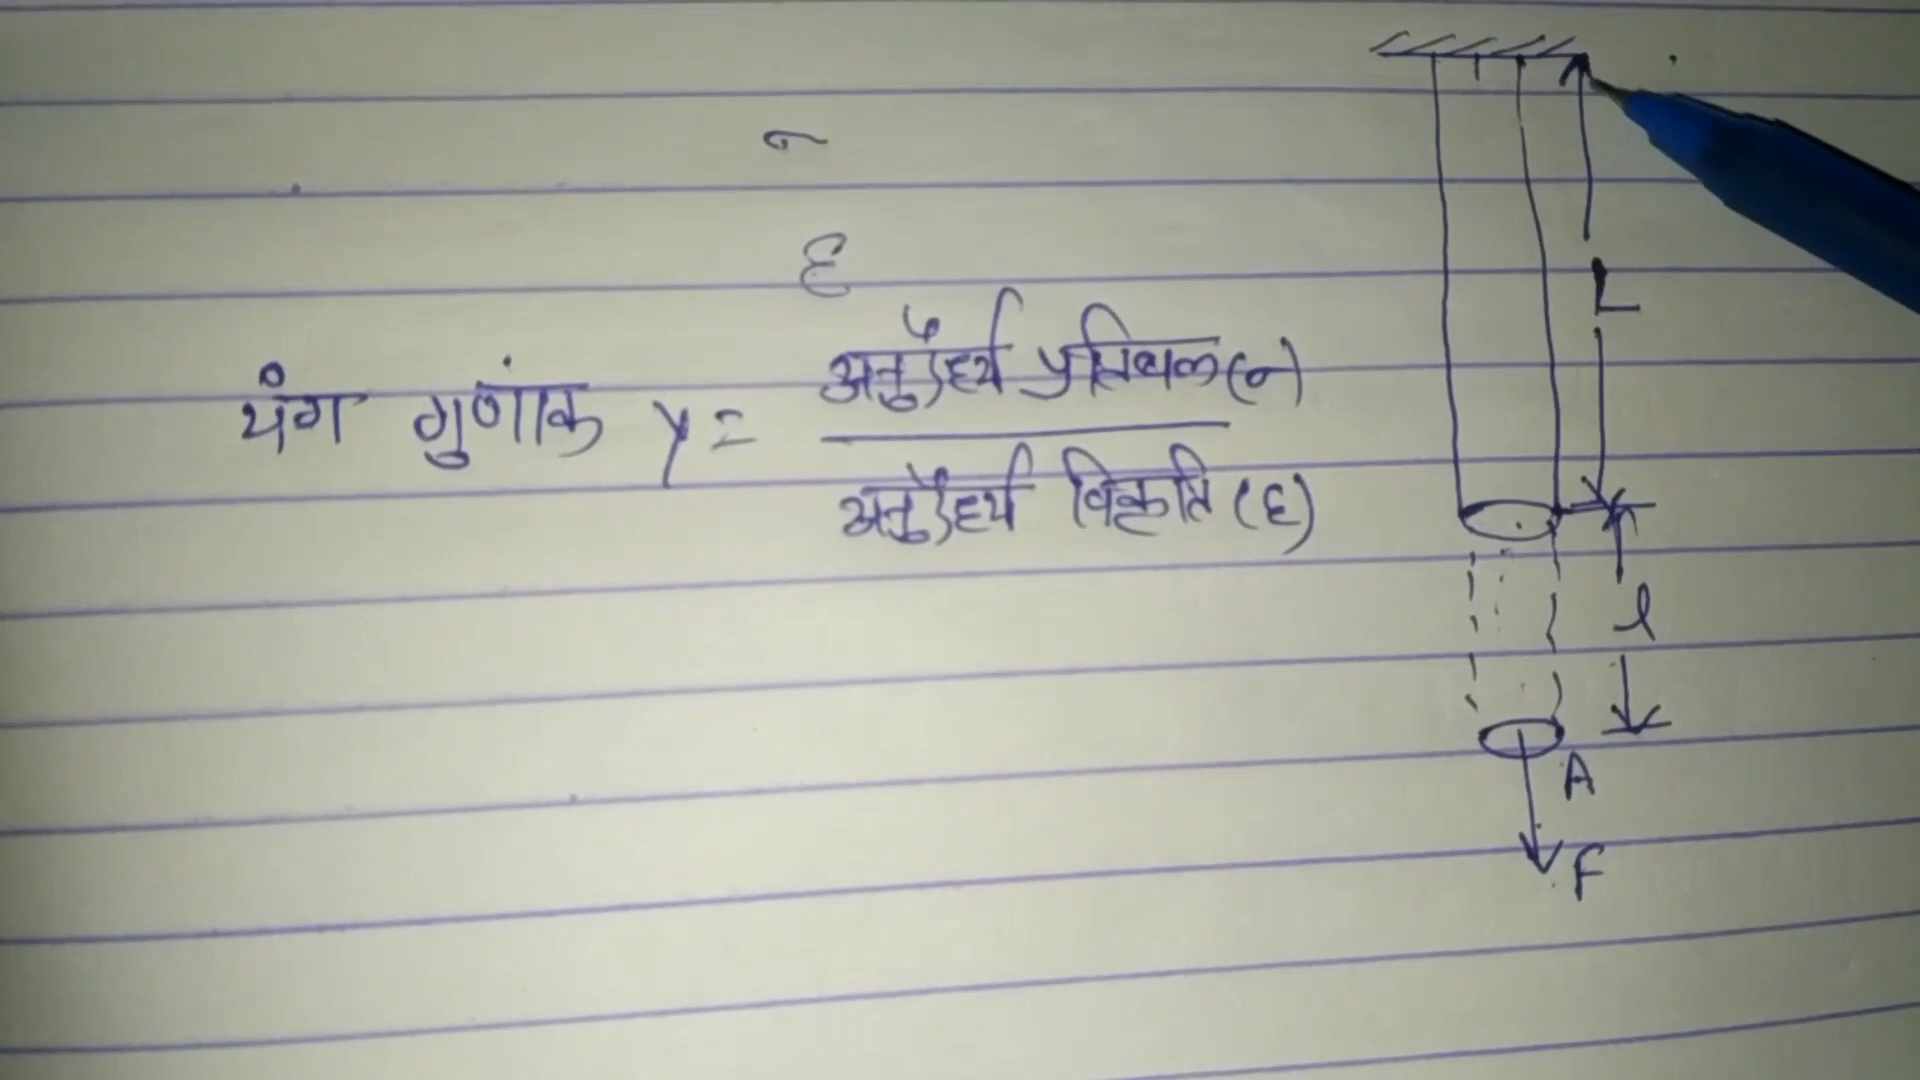 σ
ε
यंग गुणांक Y = अनुदैर्ध्य प्रतिबल (σ)
अनुदैर्ध्य विकृति (ε)
L
l
A
F